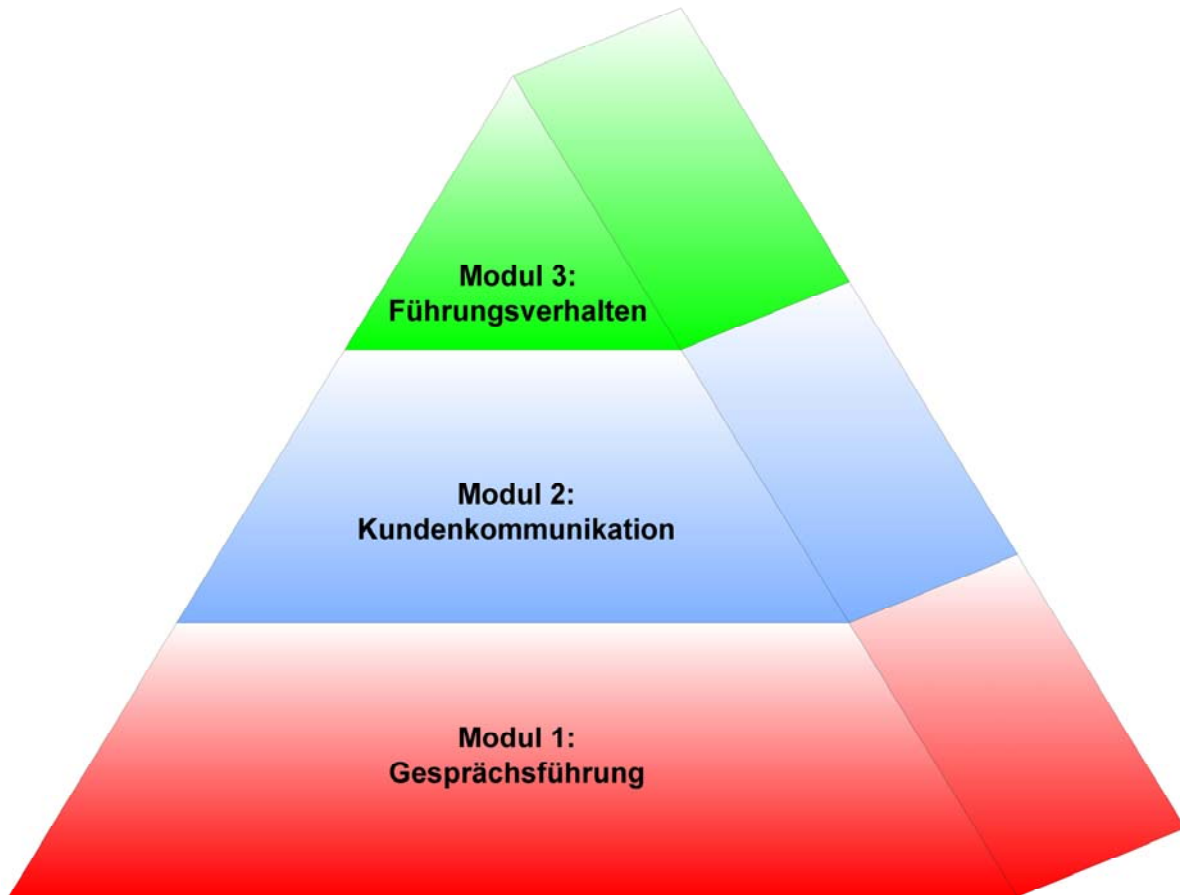 Modul 3:
Führungsverhalten
Modul 2:
Kundenkommunikation
Modul 1:
Gesprächsführung